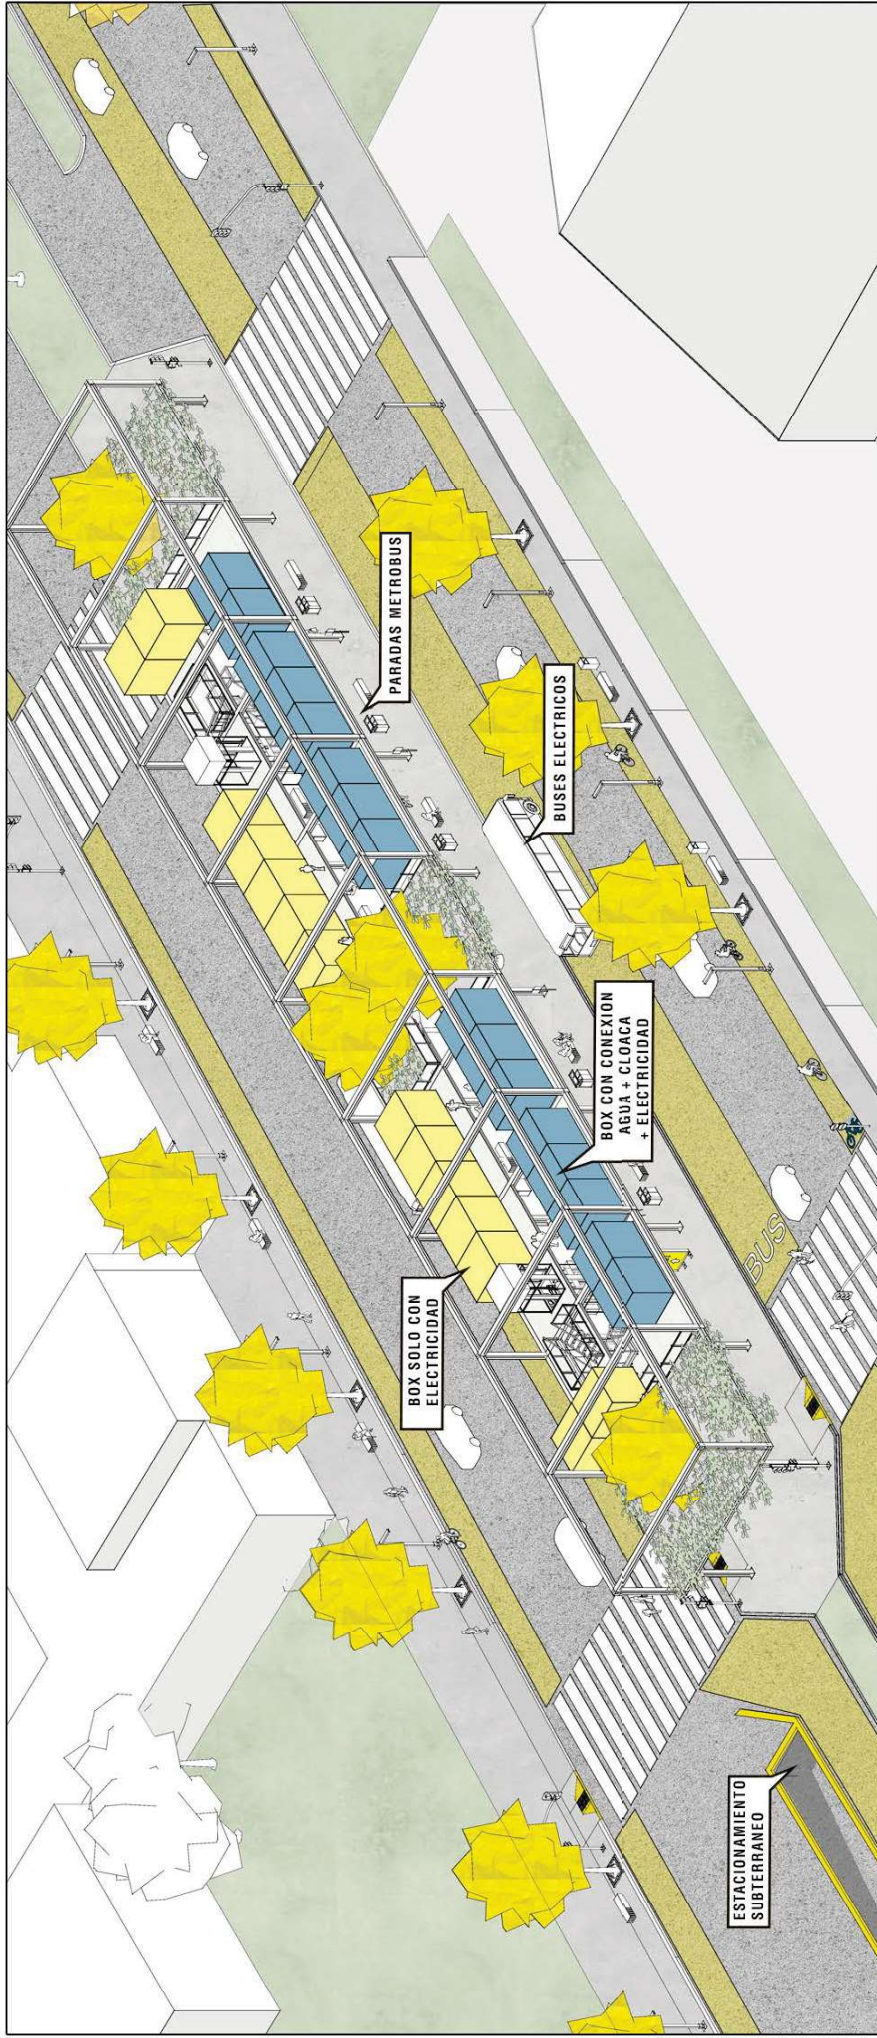 BOX SOLO CON
ELECTRICIDAD
PARADAS METROBUS
BUSES ELECTRICOS
BOX CON CONEXION
AGUA + CLOACA
+ ELECTRICIDAD
ESTACIONAMIENTO
SUBTERRANEO
BUS